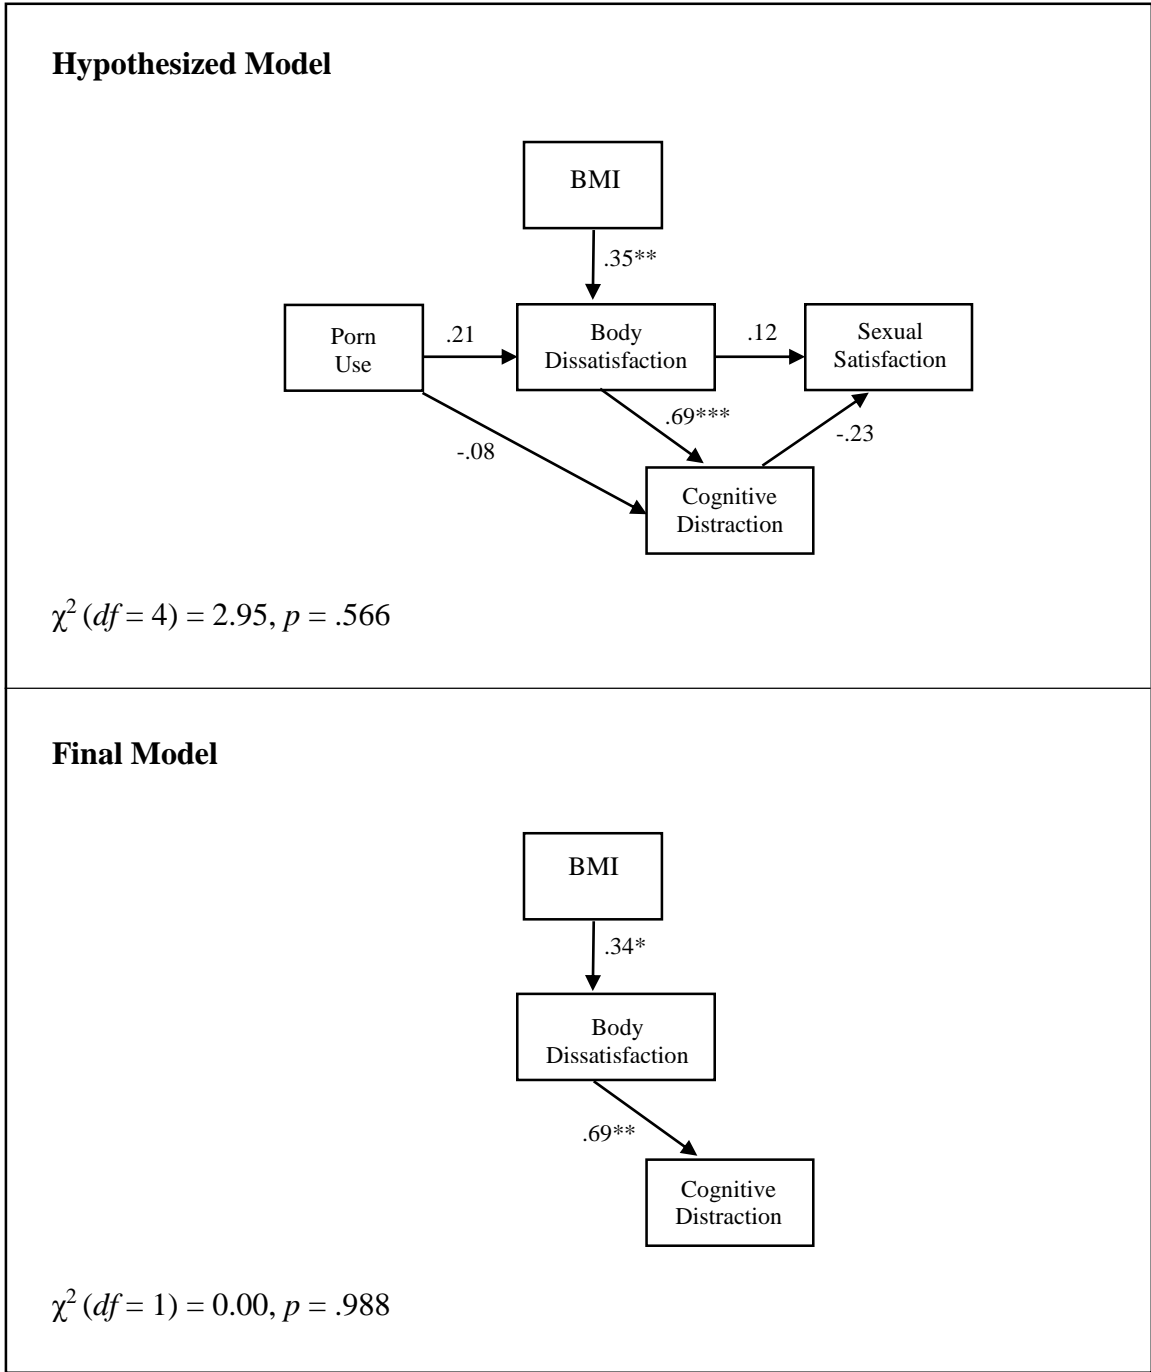 Hypothesized Model
BMI
.35**
Porn
Use
.21
Body
Dissatisfaction
.12
Sexual
Satisfaction
-.08
.69***
-.23
Cognitive
Distraction
χ² (df = 4) = 2.95, p = .566
Final Model
BMI
.34*
Body
Dissatisfaction
.69**
Cognitive
Distraction
χ² (df = 1) = 0.00, p = .988